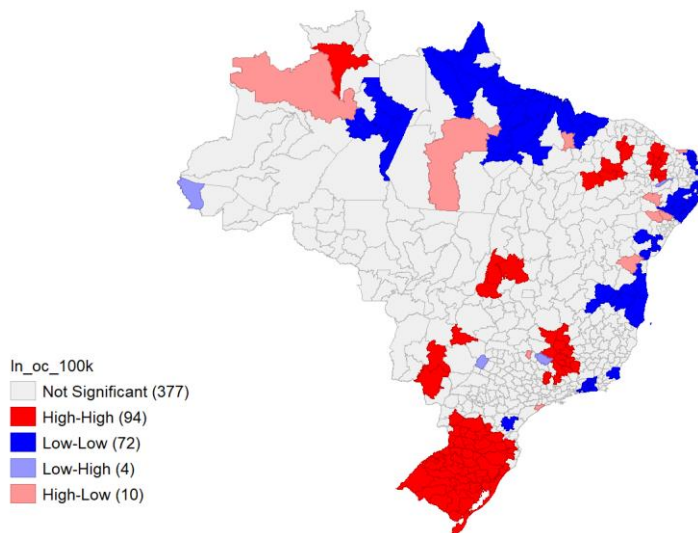 ln_oc_100k
Not Significant (377)
High-High (94)
Low-Low (72)
Low-High (4)
High-Low (10)